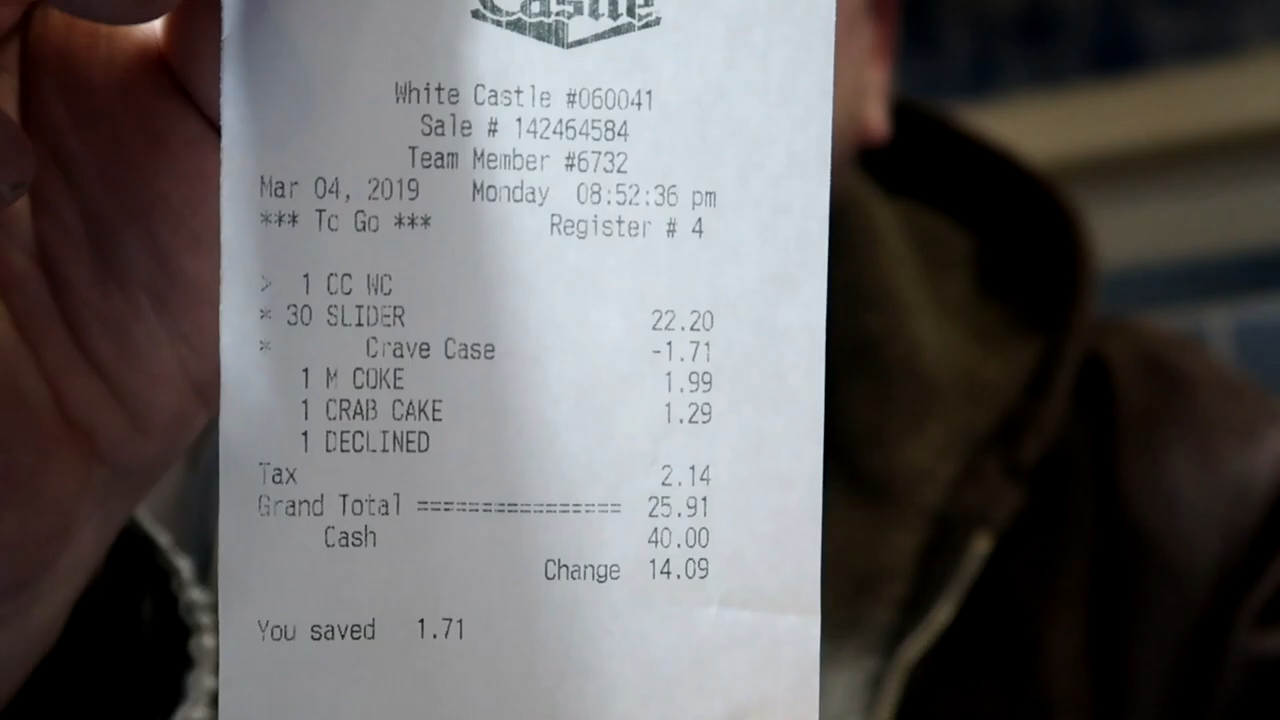 Castle
White Castle #060041
Sale # 142464584
Team Member #6732
Mar 04, 2019 Monday 08:52:36 pm
*** To Go *** Register # 4
> 1 CC WC
* 30 SLIDER 22.20
* Crave Case -1.71
1 M COKE 1.99
1 CRAB CAKE 1.29
1 DECLINED
Tax 2.14
Grand Total ================ 25.91
Cash 40.00
Change 14.09
You saved 1.71